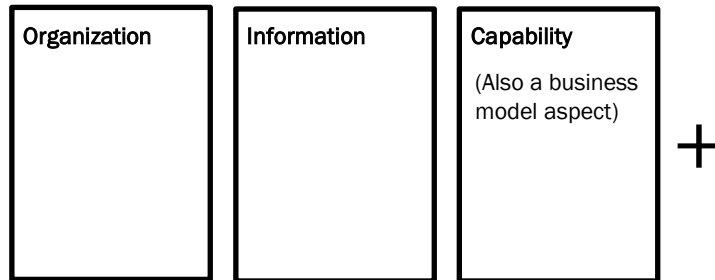 Organization
Information
Capability
(Also a business
model aspect)
+